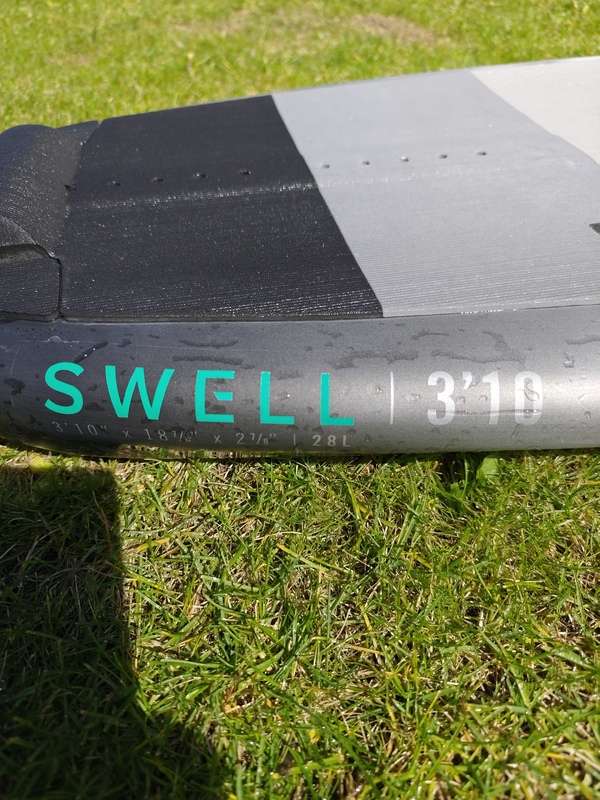 SWELL | 3'10
3'10" x 18⅞" x 2⅞" | 28L